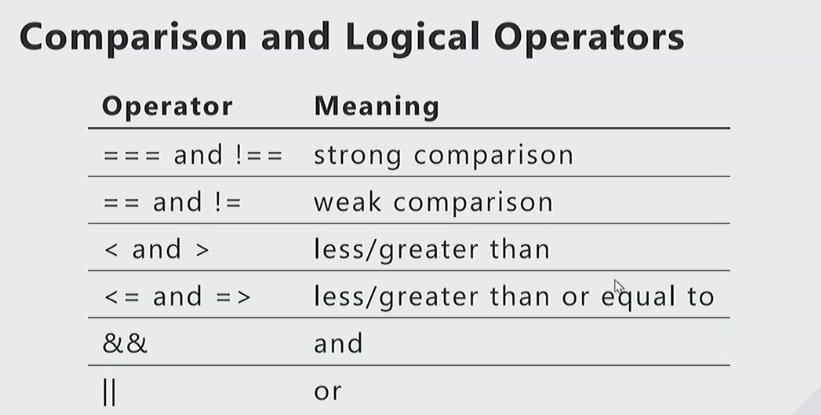 Comparison and Logical Operators
Operator Meaning
=== and !== strong comparison
== and != weak comparison
< and > less/greater than
<= and => less/greater than or equal to
&& and
|| or